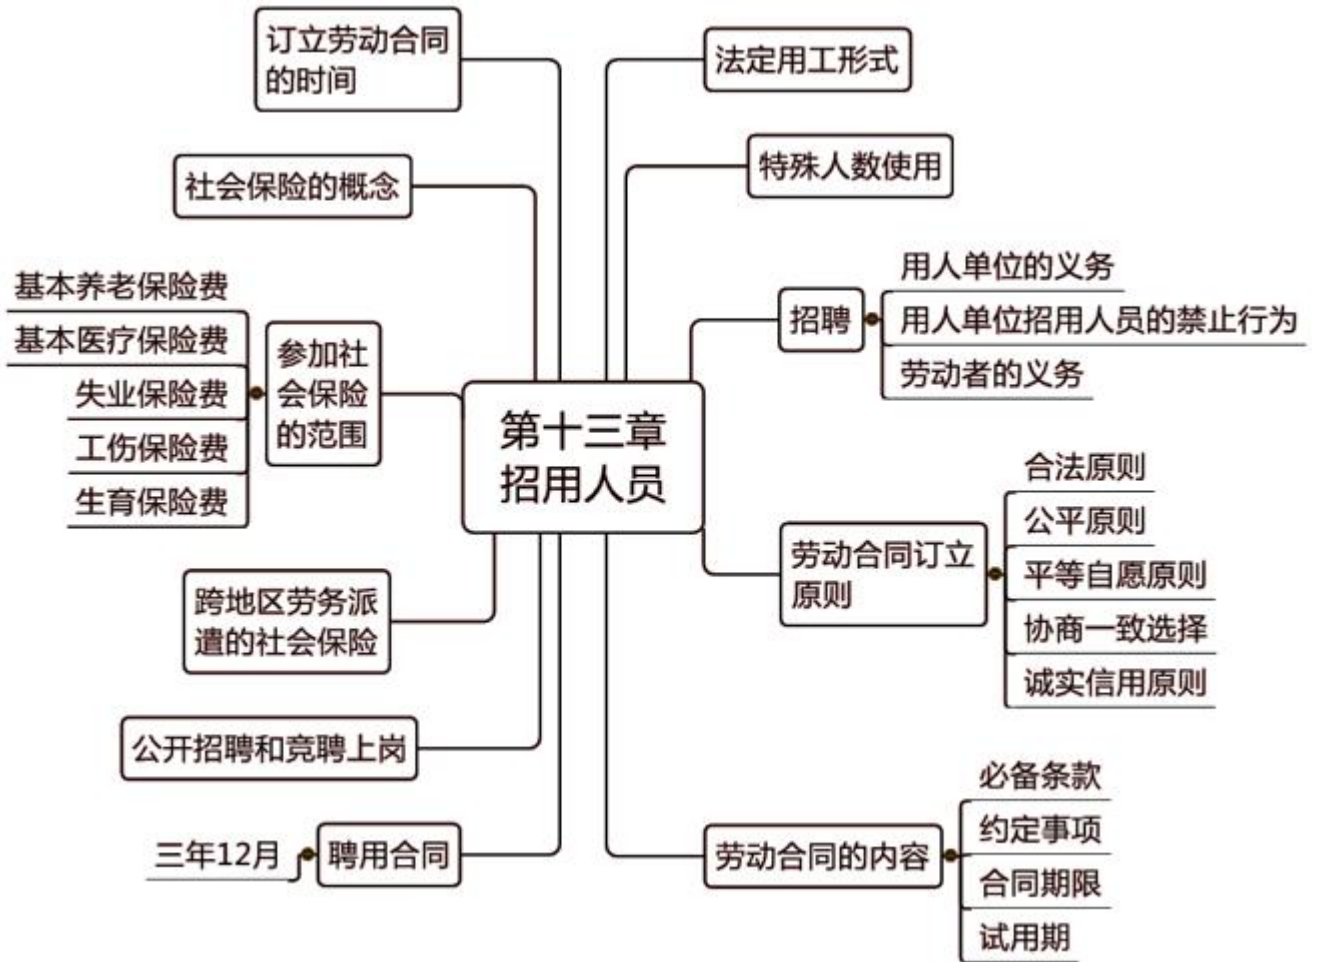 第十三章
招用人员
法定用工形式
特殊人数使用
招聘
用人单位的义务
用人单位招用人员的禁止行为
劳动者的义务
劳动合同订立
原则
合法原则
公平原则
平等自愿原则
协商一致选择
诚实信用原则
劳动合同的内容
必备条款
约定事项
合同期限
试用期
订立劳动合同
的时间
社会保险的概念
参加社
会保险
的范围
基本养老保险费
基本医疗保险费
失业保险费
工伤保险费
生育保险费
跨地区劳务派
遣的社会保险
公开招聘和竞聘上岗
聘用合同
三年12月